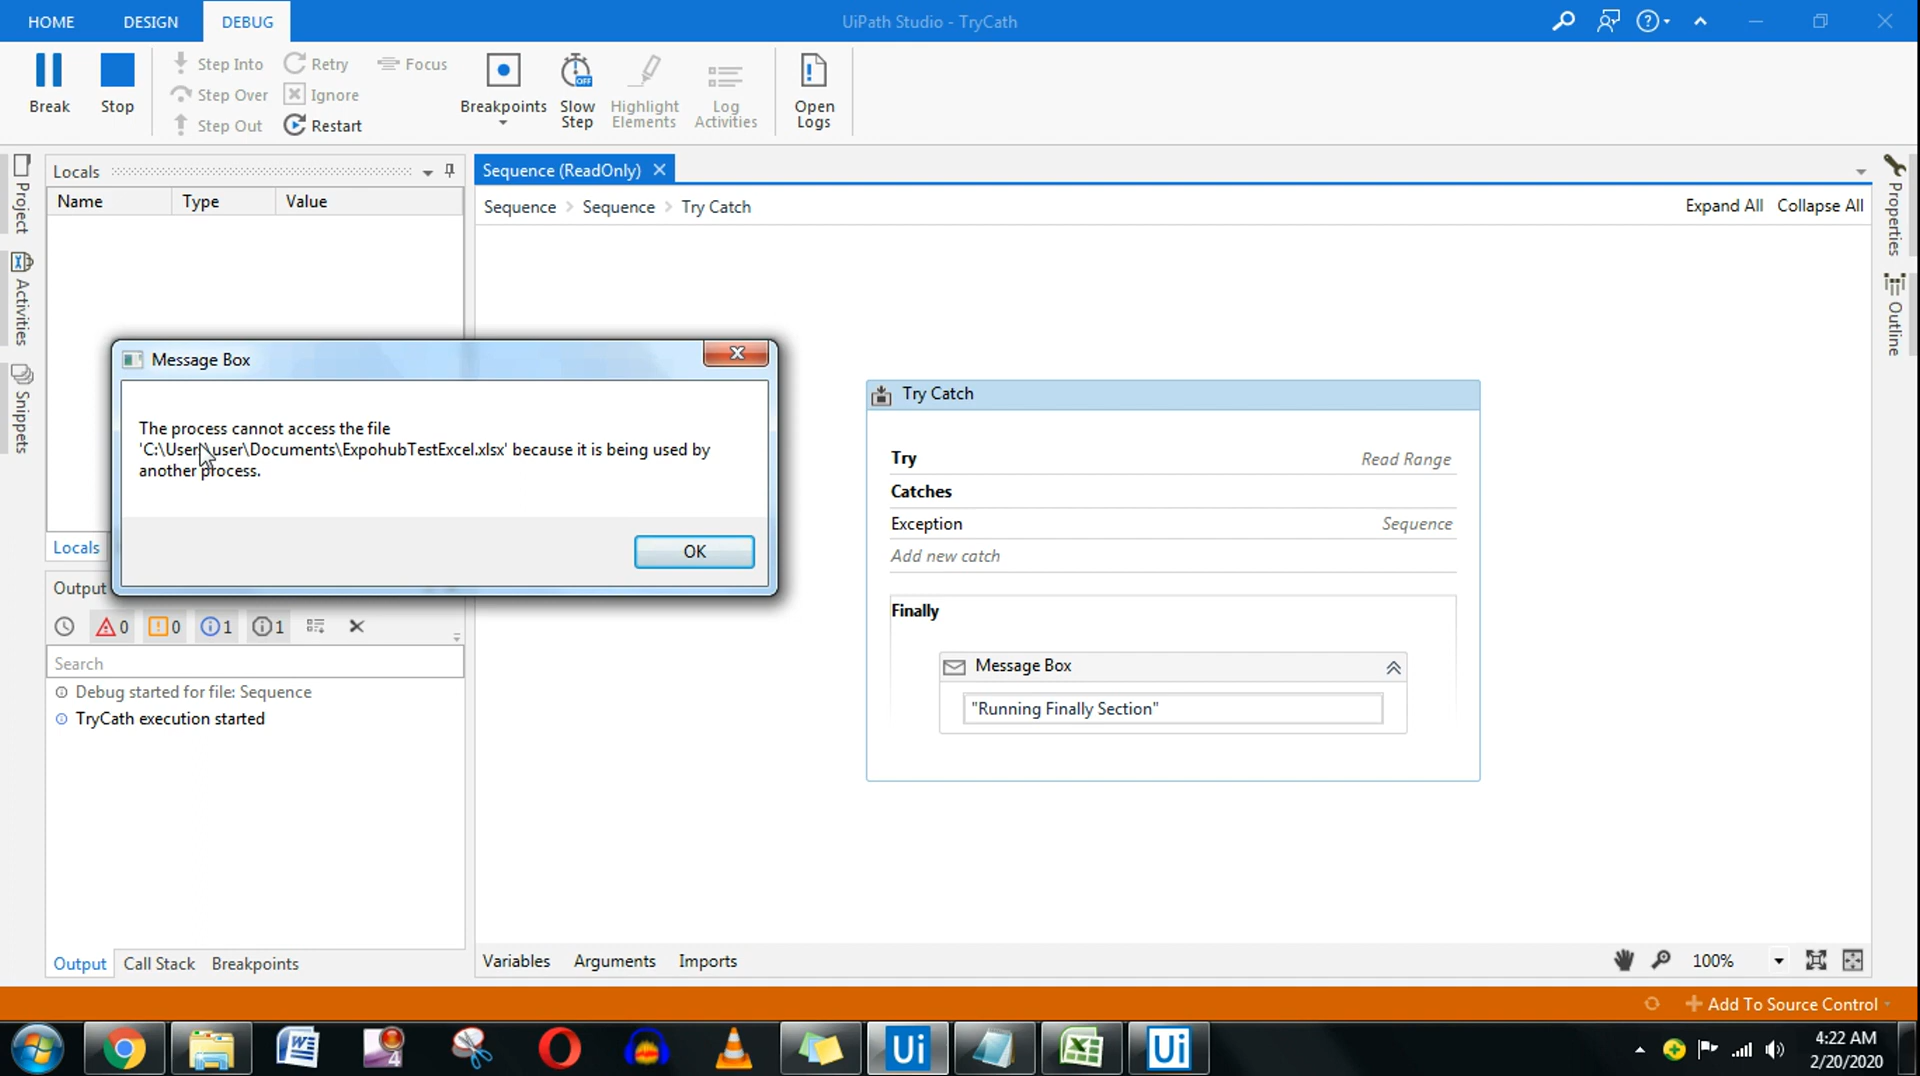 HOME DESIGN DEBUG UiPath Studio - TryCath
Break
Stop
Step Into
Step Over
Step Out
Retry
Ignore
Restart
Focus
Breakpoints
Slow
Step
OFF
Highlight
Elements
Log
Activities
Open
Logs
Project
Activities
Snippets
Locals
Name Type Value
Sequence (ReadOnly)
Sequence > Sequence > Try Catch
Expand All Collapse All
Properties
Outline
Message Box
The process cannot access the file
'C:\Users\user\Documents\ExpohubTestExcel.xlsx' because it is being used by
another process.
OK
Try Catch
Try Read Range
Catches
Exception Sequence
Add new catch
Finally
Message Box
"Running Finally Section"
Locals
Output
0 0 1 1
Search
Debug started for file: Sequence
TryCath execution started
Output Call Stack Breakpoints
Variables Arguments Imports
100%
Add To Source Control
W
4
Ui
Ui
4:22 AM
2/20/2020